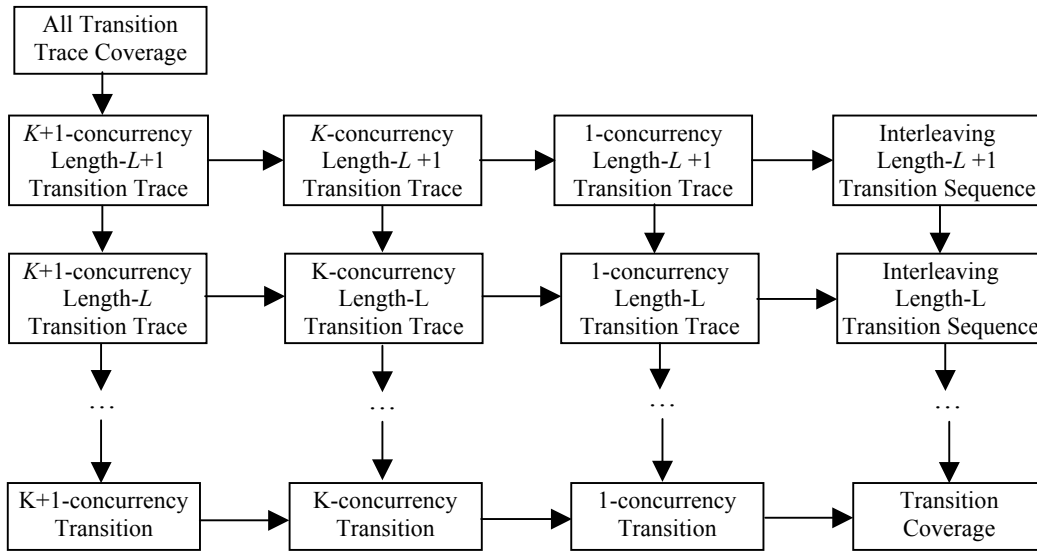 All Transition
Trace Coverage
K+1-concurrency
Length-L+1
Transition Trace
K-concurrency
Length-L +1
Transition Trace
1-concurrency
Length-L +1
Transition Trace
Interleaving
Length-L +1
Transition Sequence
K+1-concurrency
Length-L
Transition Trace
K-concurrency
Length-L
Transition Trace
1-concurrency
Length-L
Transition Trace
Interleaving
Length-L
Transition Sequence
…
…
…
…
K+1-concurrency
Transition
K-concurrency
Transition
1-concurrency
Transition
Transition
Coverage